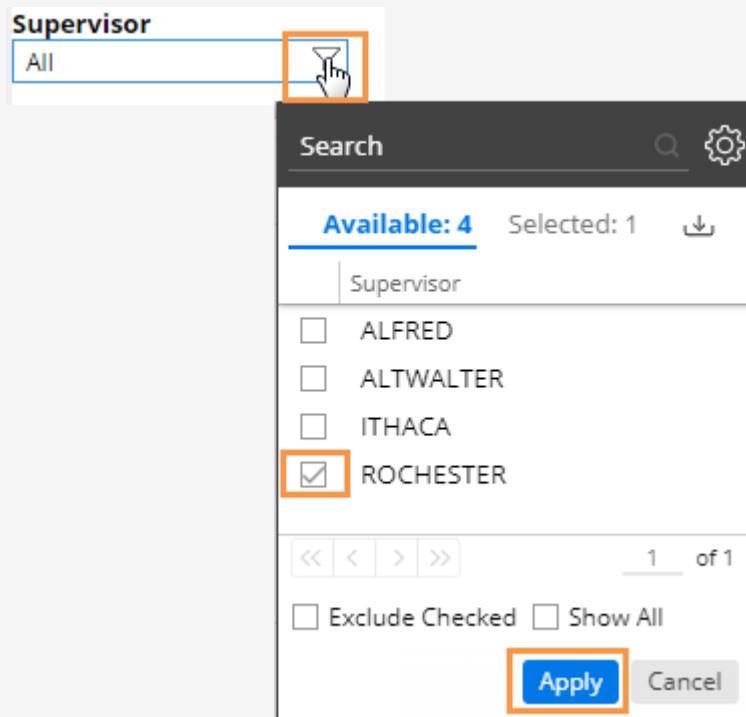 Supervisor
All
Search
Available: 4 Selected: 1
Supervisor
ALFRED
ALTWALTER
ITHACA
ROCHESTER
1 of 1
Exclude Checked Show All
Apply Cancel